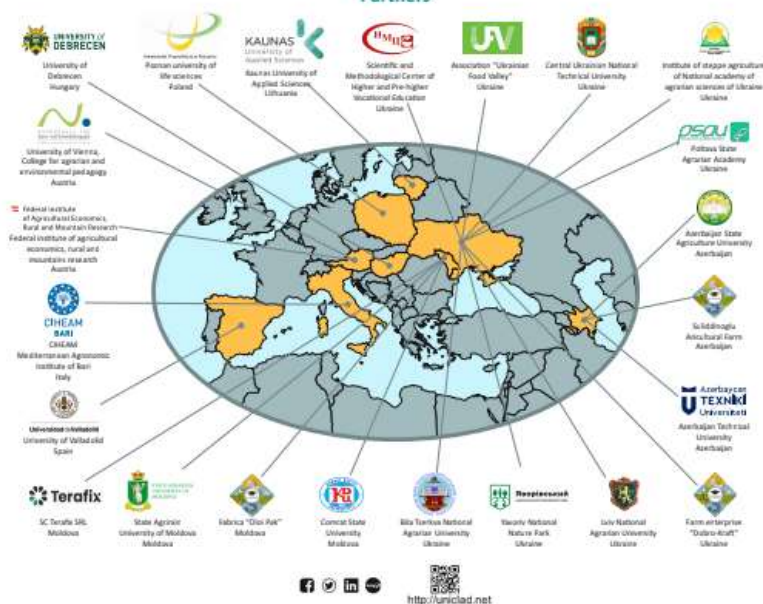 Partners
UNIVERSITY of
DEBRECEN
University of
Debrecen
Hungary
Poznan university of
life sciences
Poland
KAUNAS
University of
Applied Sciences
Kaunas University of
Applied Sciences
Lithuania
НМЦ
Scientific and
Methodological Center of
Higher and Pre-higher
Vocational Education
Ukraine
Association "Ukrainian
Food Valley"
Ukraine
Central Ukrainian National
Technical University
Ukraine
Institute of steppe agriculture
of National academy of
agrarian sciences of Ukraine
Ukraine
University of Vienna,
College for agrarian and
environmental pedagogy
Austria
PSAU
Poltava State
Agrarian Academy
Ukraine
Federal Institute
of Agricultural Economics,
Rural and Mountain Research
Federal institute of agricultural
economics, rural and
mountains research
Austria
Azerbaijan State
Agriculture University
Azerbaijan
CIHEAM
BARI
CIHEAM
Mediterranean Agronomic
Institute of Bari
Italy
Avicultural Farm
Azerbaijan
Azərbaycan
TEXNİKİ
Universiteti
Azerbaijan Technical
University
Azerbaijan
Universidad de Valladolid
University of Valladolid
Spain
Terafix
SC Terafix SRL
Moldova
State Agrarian
University of Moldova
Moldova
Fabrica "Oloi Pak"
Moldova
Comrat State
University
Moldova
Bila Tserkva National
Agrarian University
Ukraine
Яворівський
Yavoriv National
Nature Park
Ukraine
Lviv National
Agrarian University
Ukraine
Farm enterprise
"Dobro-Kraft"
Ukraine
http://uniclad.net